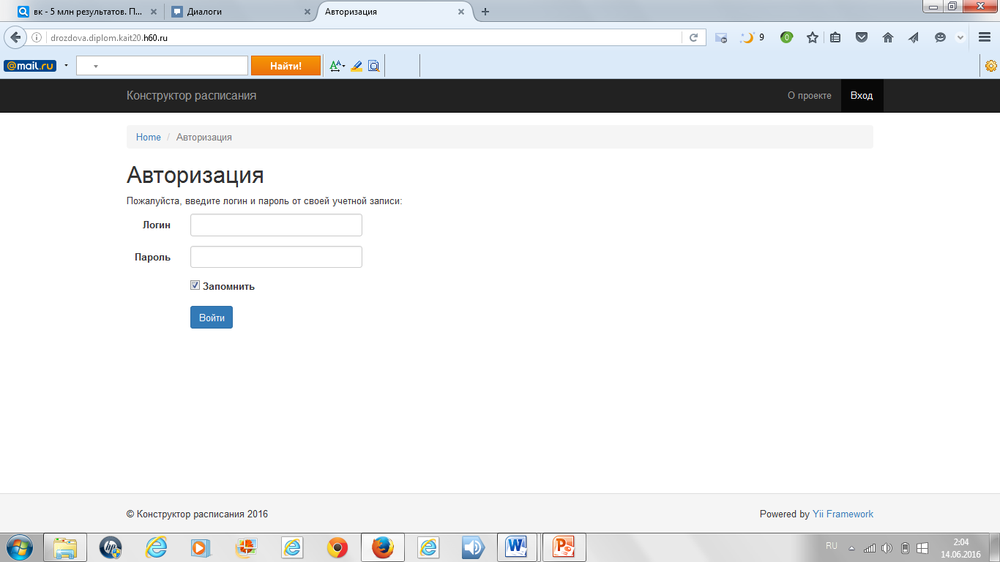 вк - 5 млн результатов. П...
Диалоги
Авторизация
drozdova.diplom.kait20.h60.ru
9
0
@mail.ru
Найти!
Конструктор расписания
О проекте
Вход
Home / Авторизация
Авторизация
Пожалуйста, введите логин и пароль от своей учетной записи:
Логин
Пароль
Запомнить
Войти
© Конструктор расписания 2016
Powered by Yii Framework
RU
2:04
14.06.2016